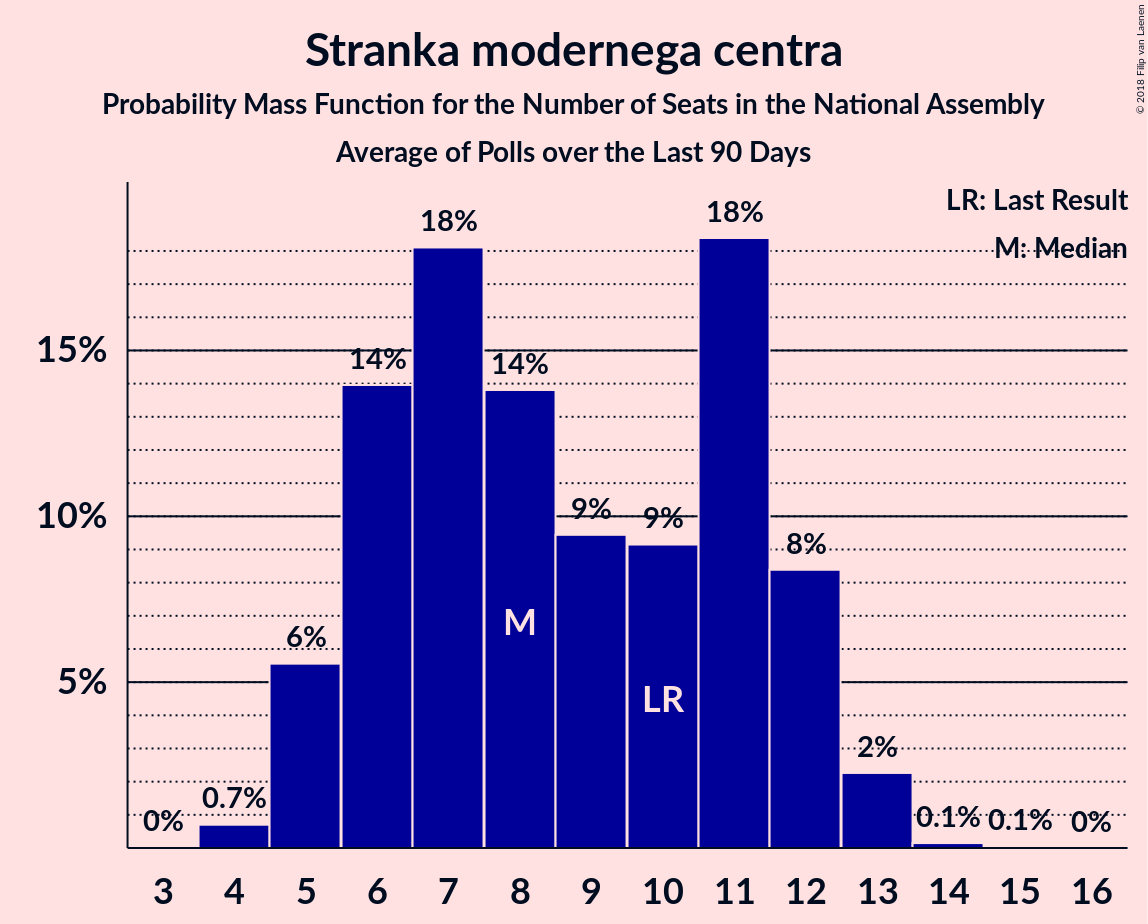 Stranka modernega centra
Probability Mass Function for the Number of Seats in the National Assembly
Average of Polls over the Last 90 Days
© 2018 Filip van Laenen
LR: Last Result
M: Median
15%
10%
5%
0%
0.7%
6%
14%
18%
14%
9%
9%
18%
8%
2%
0.1%
0.1%
0%
M
LR
3 4 5 6 7 8 9 10 11 12 13 14 15 16